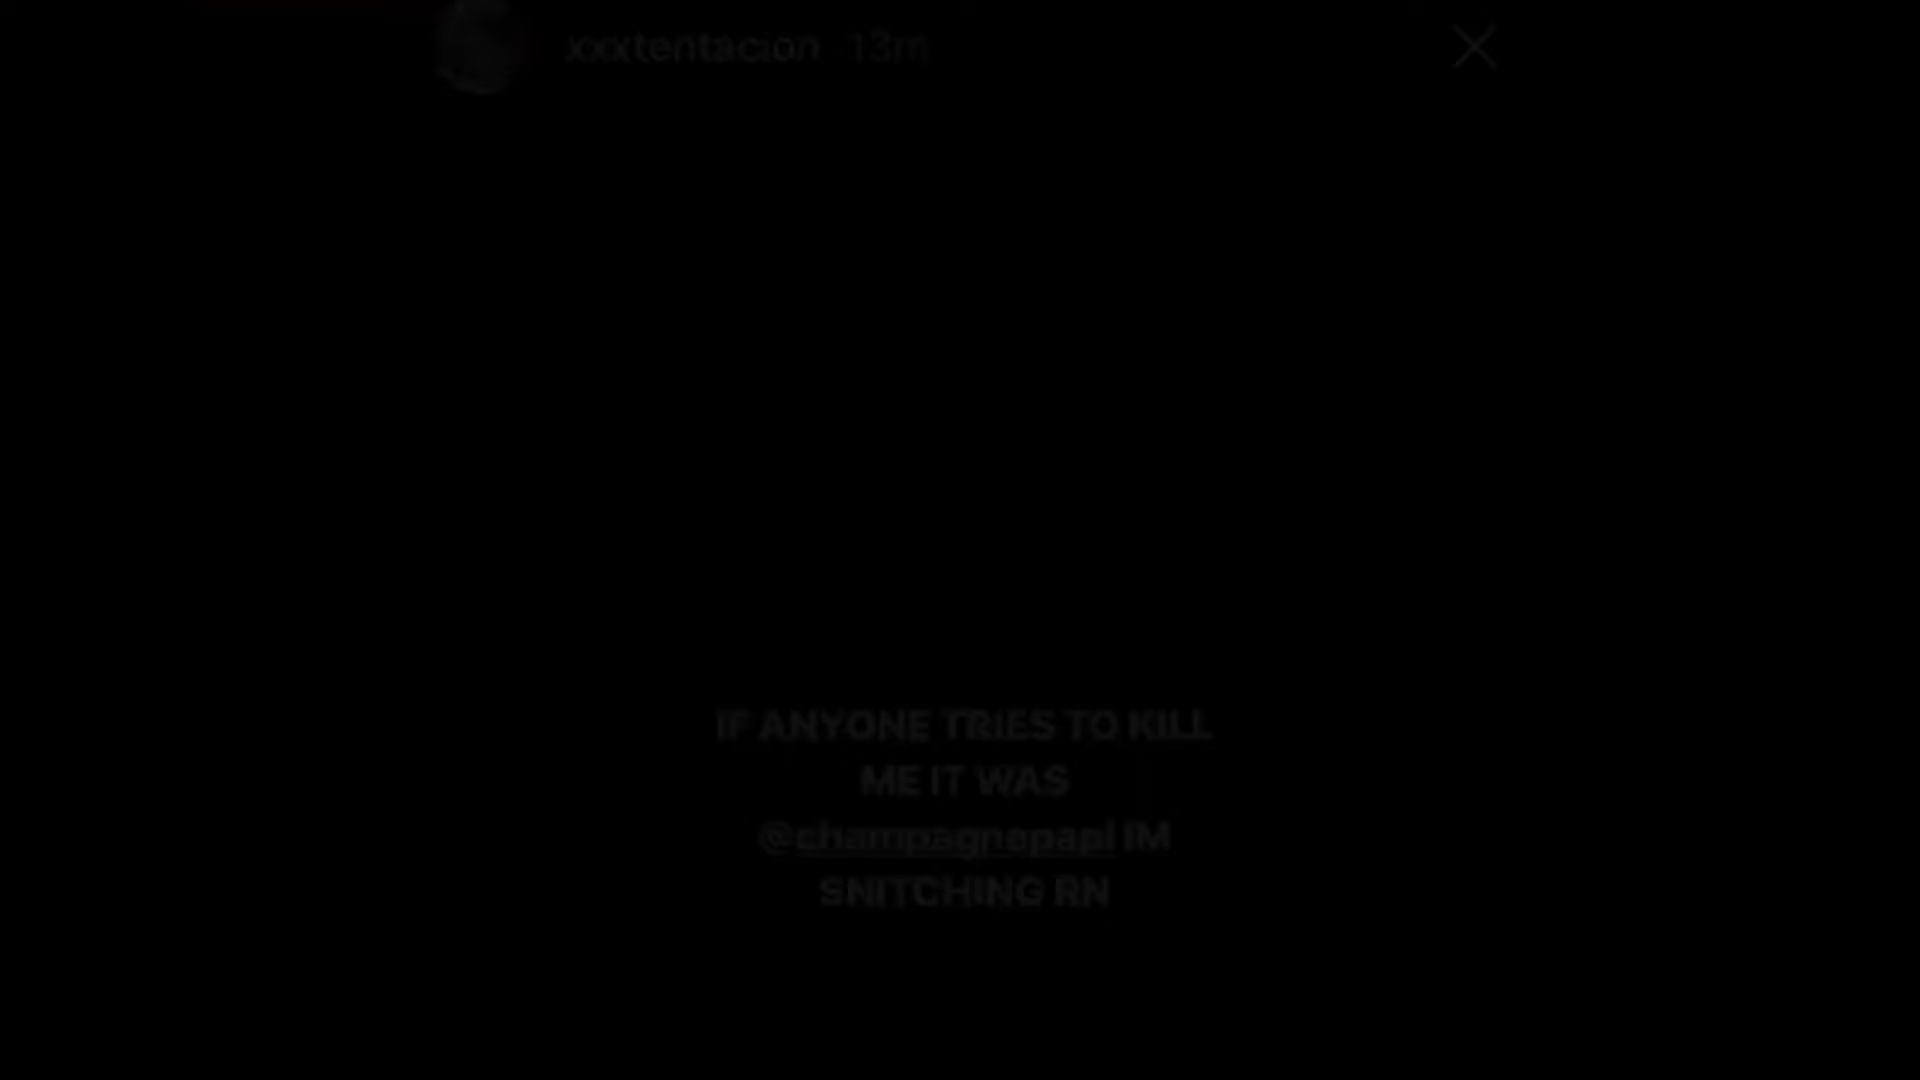 xxxtentacion 13m
IF ANYONE TRIES TO KILL
ME IT WAS
@champagnepapi IM
SNITCHING RN